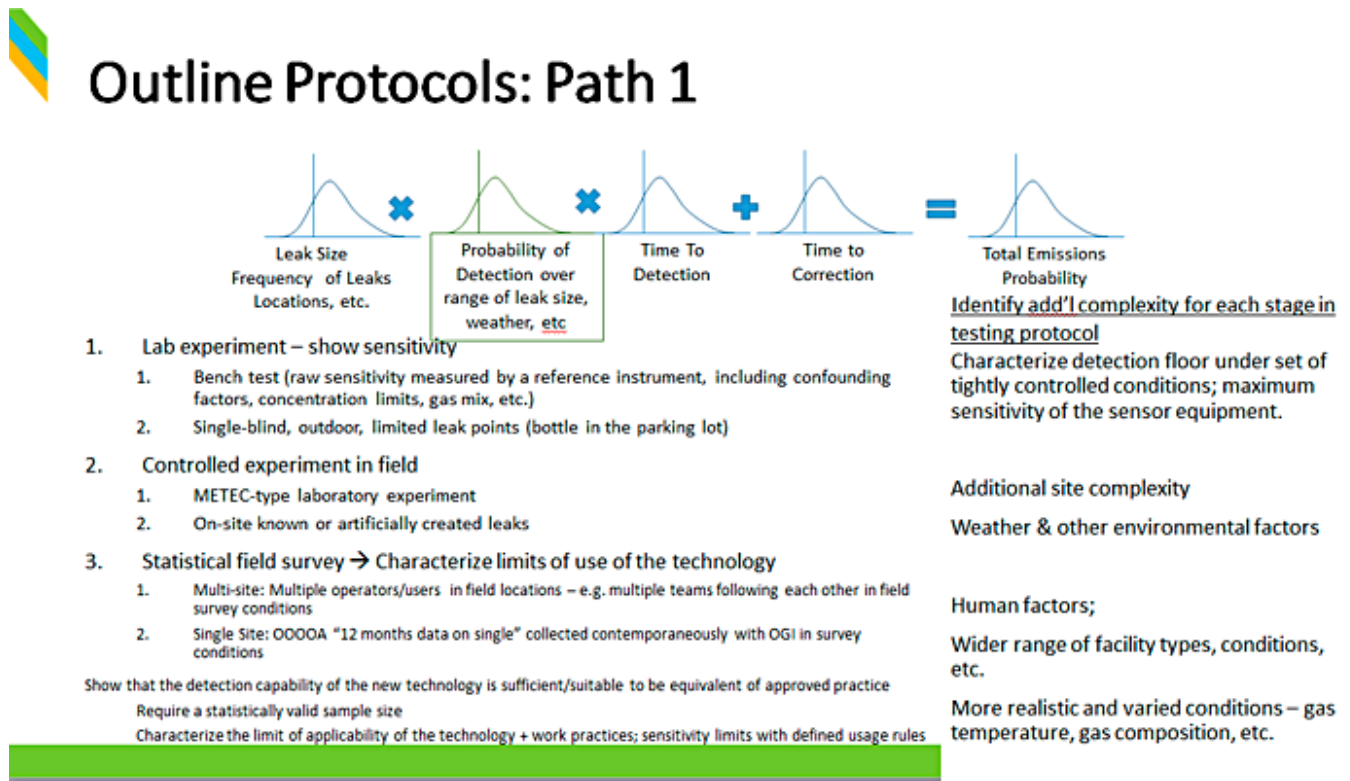 Outline Protocols: Path 1
Leak Size
Frequency of Leaks
Locations, etc.
Probability of
Detection over
range of leak size,
weather, etc
Time To
Detection
Time to
Correction
Total Emissions
Probability
1. Lab experiment – show sensitivity
1. Bench test (raw sensitivity measured by a reference instrument, including confounding
factors, concentration limits, gas mix, etc.)
2. Single-blind, outdoor, limited leak points (bottle in the parking lot)
2. Controlled experiment in field
1. METEC-type laboratory experiment
2. On-site known or artificially created leaks
3. Statistical field survey → Characterize limits of use of the technology
1. Multi-site: Multiple operators/users in field locations – e.g. multiple teams following each other in field
survey conditions
2. Single Site: OOOOA “12 months data on single” collected contemporaneously with OGI in survey
conditions
Show that the detection capability of the new technology is sufficient/suitable to be equivalent of approved practice
Require a statistically valid sample size
Characterize the limit of applicability of the technology + work practices; sensitivity limits with defined usage rules
Identify add’l complexity for each stage in
testing protocol
Characterize detection floor under set of
tightly controlled conditions; maximum
sensitivity of the sensor equipment.
Additional site complexity
Weather & other environmental factors
Human factors;
Wider range of facility types, conditions,
etc.
More realistic and varied conditions – gas
temperature, gas composition, etc.